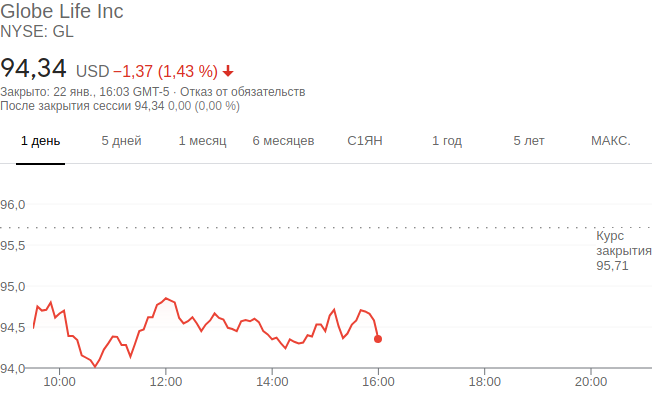 Globe Life Inc
NYSE: GL
94,34 USD −1,37 (1,43 %)
Закрыто: 22 янв., 16:03 GMT-5 · Отказ от обязательств
После закрытия сессии 94,34 0,00 (0,00 %)
1 день 5 дней 1 месяц 6 месяцев С1ЯН 1 год 5 лет МАКС.
96,0
Курс
закрытия
95,71
95,5
95,0
94,5
94,0
10:00 12:00 14:00 16:00 18:00 20:00